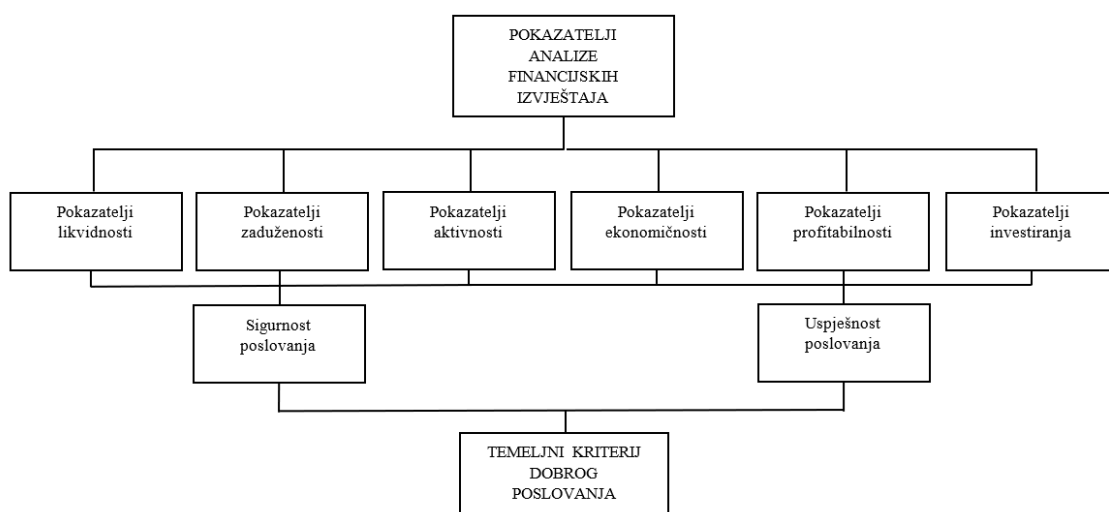 POKAZATELJI
ANALIZE
FINANCIJSKIH
IZVJEŠTAJA
Pokazatelji
likvidnosti
Pokazatelji
zaduženosti
Pokazatelji
aktivnosti
Pokazatelji
ekonomičnosti
Pokazatelji
profitabilnosti
Pokazatelji
investiranja
Sigurnost
poslovanja
Uspješnost
poslovanja
TEMELJNI KRITERIJ
DOBROG
POSLOVANJA